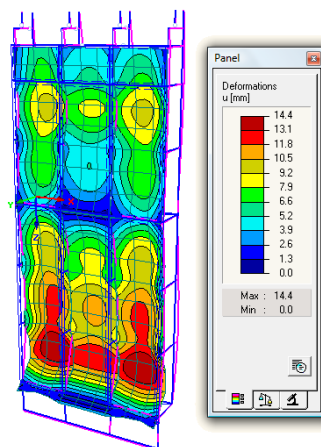 Panel
Deformations
u [mm]
14.4
13.1
11.8
10.5
9.2
7.9
6.6
5.2
3.9
2.6
1.3
0.0
Max : 14.4
Min : 0.0
0
Y X
Z